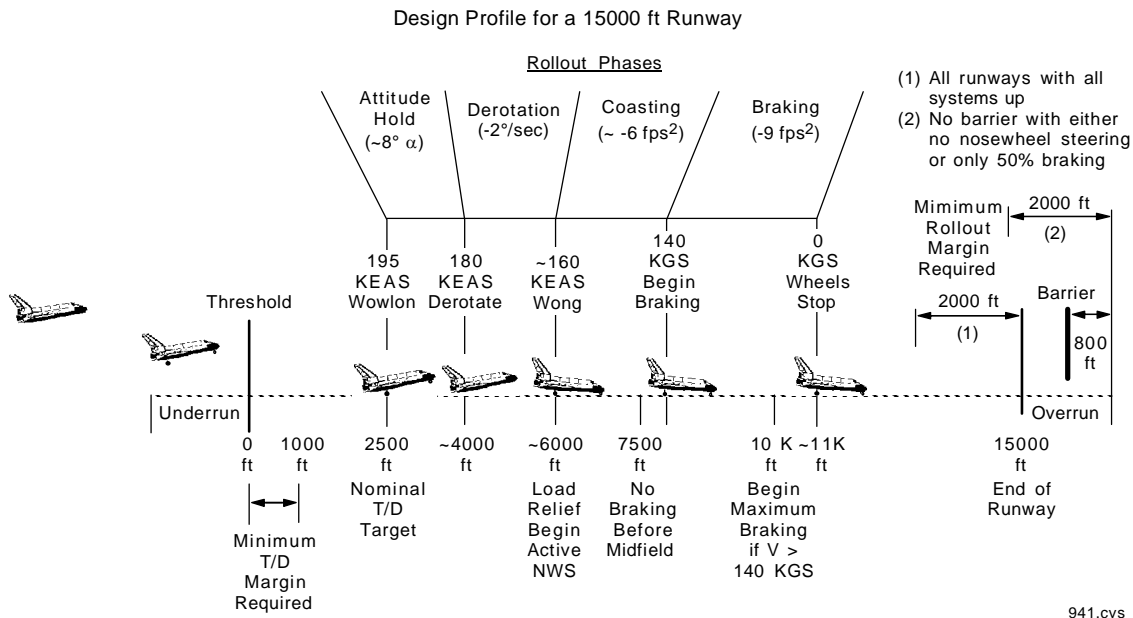 Design Profile for a 15000 ft Runway
Rollout Phases
Attitude
Hold
(~8° α)
Derotation
(-2°/sec)
Coasting
(~ -6 fps²)
Braking
(-9 fps²)
(1) All runways with all
systems up
(2) No barrier with either
no nosewheel steering
or only 50% braking
Mimimum
Rollout
Margin
Required
2000 ft
(2)
2000 ft
(1)
Barrier
800
ft
Threshold
195
KEAS
Wowlon
180
KEAS
Derotate
~160
KEAS
Wong
140
KGS
Begin
Braking
0
KGS
Wheels
Stop
Underrun
Overrun
0
ft
1000
ft
2500
ft
~4000
ft
~6000
ft
7500
ft
10 K
ft
~11K
ft
15000
ft
Minimum
T/D
Margin
Required
Nominal
T/D
Target
Load
Relief
Begin
Active
NWS
No
Braking
Before
Midfield
Begin
Maximum
Braking
if V >
140 KGS
End of
Runway
941.cvs